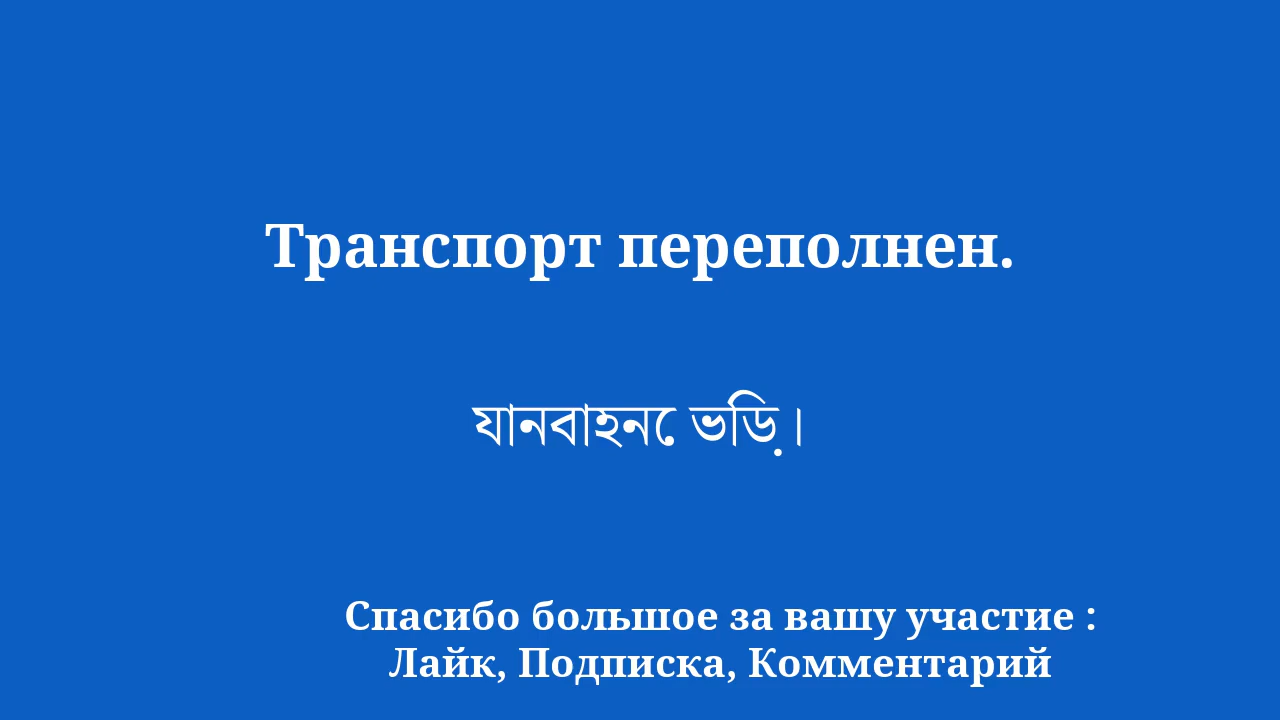 Транспорт переполнен.
যানবাহনে ভিড়।
Спасибо большое за вашу участие :
Лайк, Подписка, Комментарий